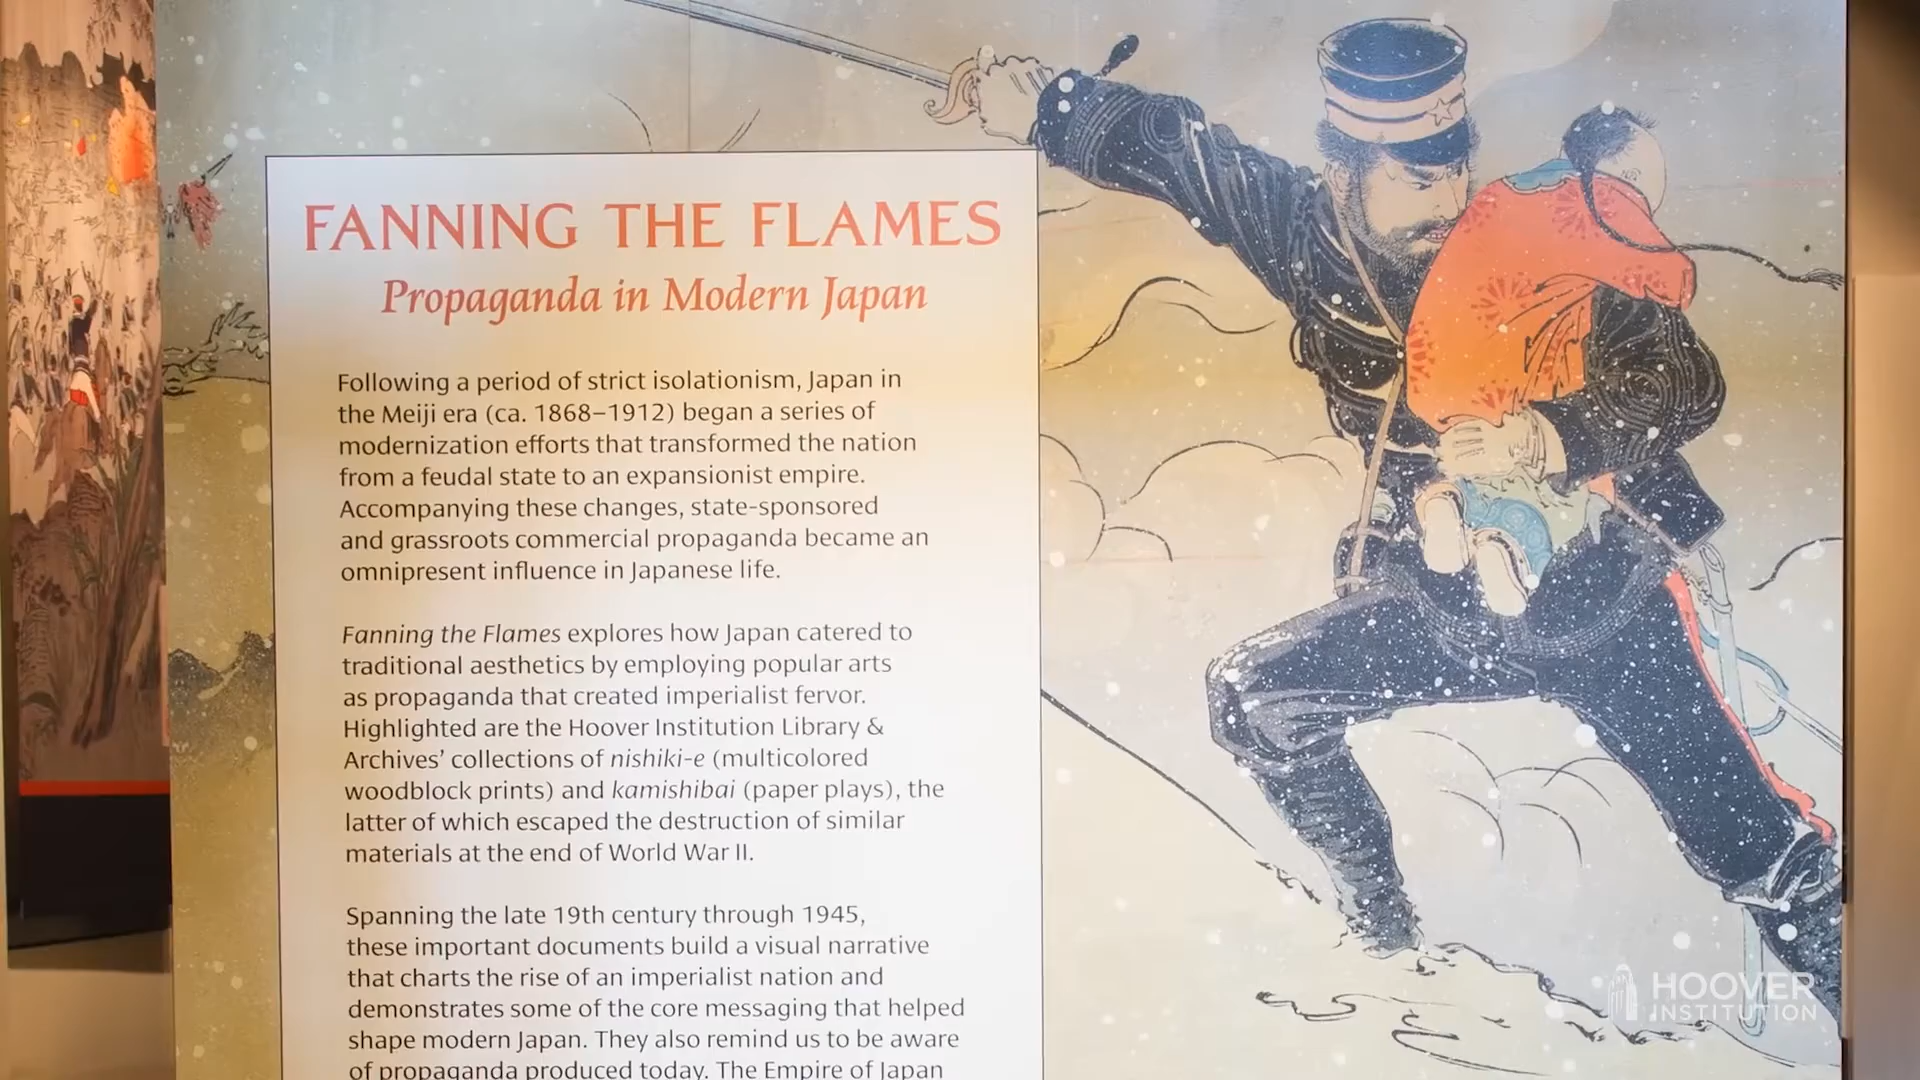 FANNING THE FLAMES
Propaganda in Modern Japan
Following a period of strict isolationism, Japan in
the Meiji era (ca. 1868–1912) began a series of
modernization efforts that transformed the nation
from a feudal state to an expansionist empire.
Accompanying these changes, state-sponsored
and grassroots commercial propaganda became an
omnipresent influence in Japanese life.
Fanning the Flames explores how Japan catered to
traditional aesthetics by employing popular arts
as propaganda that created imperialist fervor.
Highlighted are the Hoover Institution Library &
Archives’ collections of nishiki-e (multicolored
woodblock prints) and kamishibai (paper plays), the
latter of which escaped the destruction of similar
materials at the end of World War II.
Spanning the late 19th century through 1945,
these important documents build a visual narrative
that charts the rise of an imperialist nation and
demonstrates some of the core messaging that helped
shape modern Japan. They also remind us to be aware
of propaganda produced today. The Empire of Japan
HOOVER
INSTITUTION